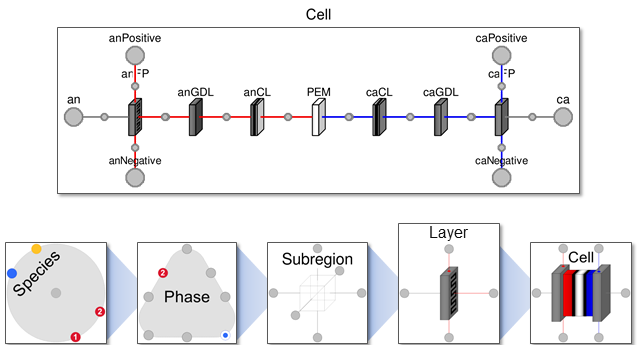 Cell
anPositive
caPositive
anFP
caFP
an
anGDL
anCL
PEM
caCL
caGDL
ca
anNegative
caNegative
Species
2
1
Phase
2
Subregion
Layer
Cell